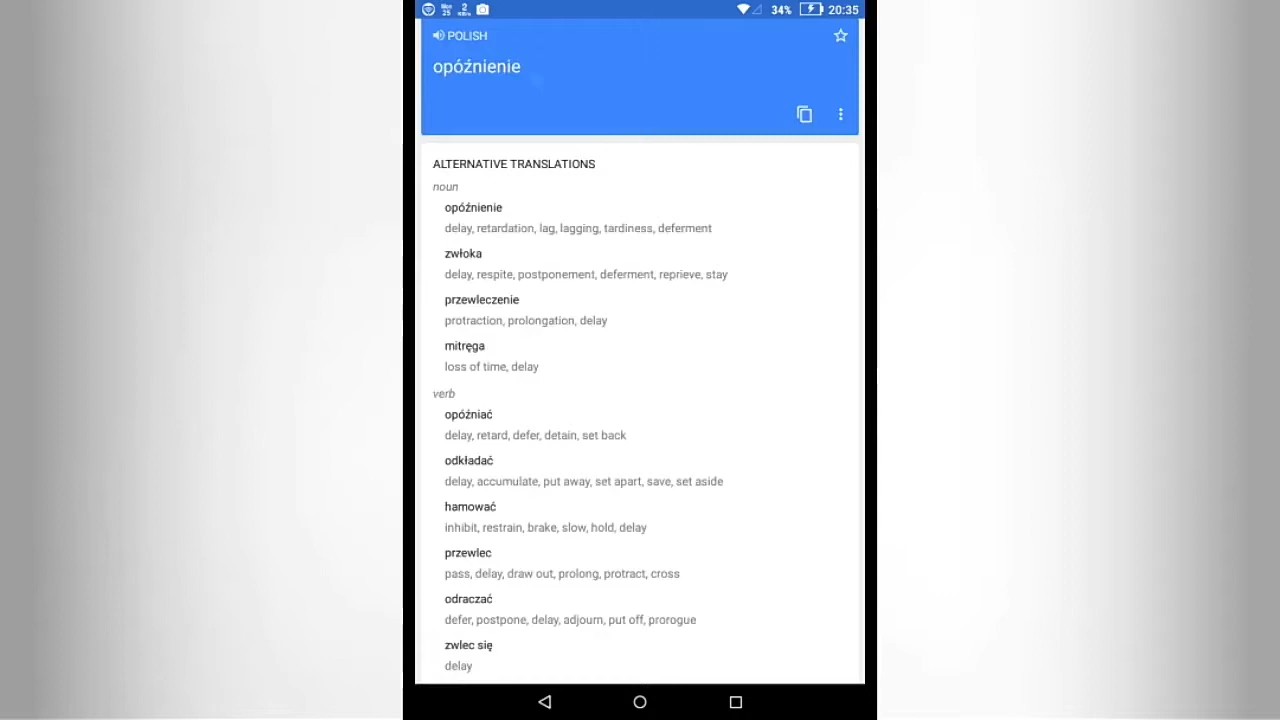 34% 20:35
POLISH
opóźnienie
ALTERNATIVE TRANSLATIONS
noun
opóźnienie
delay, retardation, lag, lagging, tardiness, deferment
zwłoka
delay, respite, postponement, deferment, reprieve, stay
przewleczenie
protraction, prolongation, delay
mitręga
loss of time, delay
verb
opóźniać
delay, retard, defer, detain, set back
odkładać
delay, accumulate, put away, set apart, save, set aside
hamować
inhibit, restrain, brake, slow, hold, delay
przewlec
pass, delay, draw out, prolong, protract, cross
odraczać
defer, postpone, delay, adjourn, put off, prorogue
zwlec się
delay